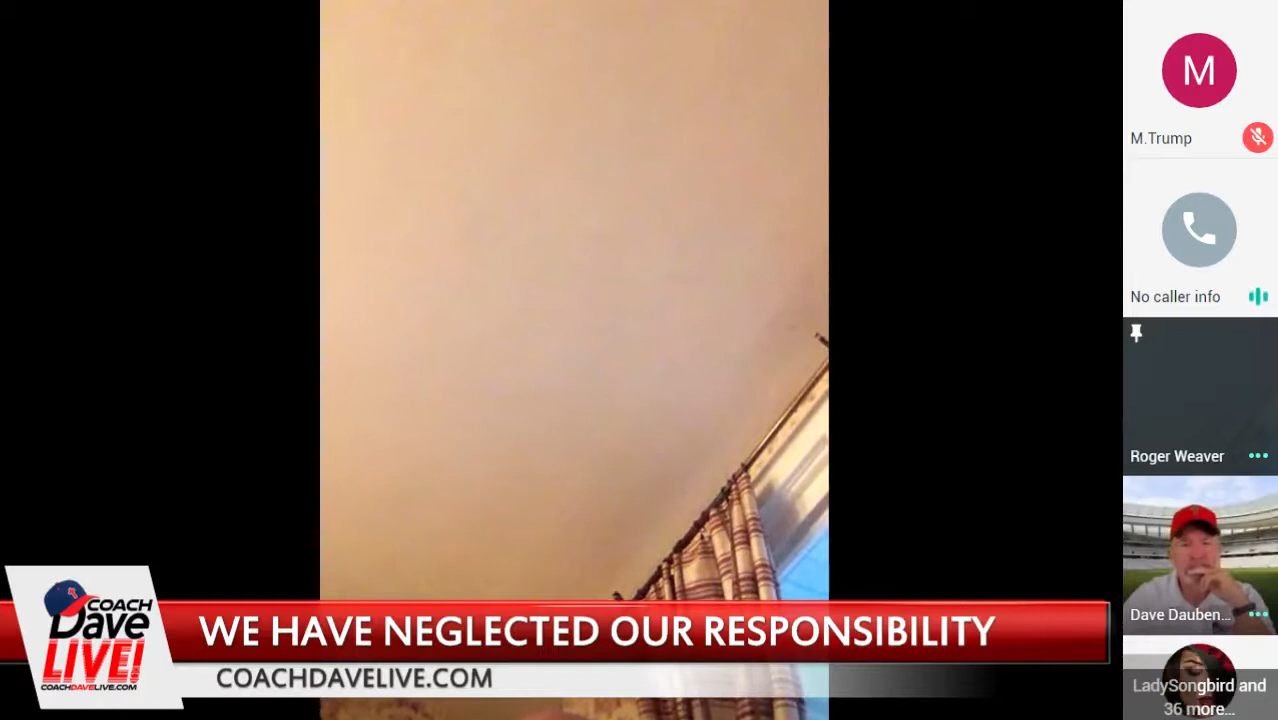 M
M.Trump
No caller info
Roger Weaver
Dave Dauben...
LadySongbird and
36 more...
COACH
Dave
LIVE!
COACHDAVELIVE.COM
WE HAVE NEGLECTED OUR RESPONSIBILITY
COACHDAVELIVE.COM